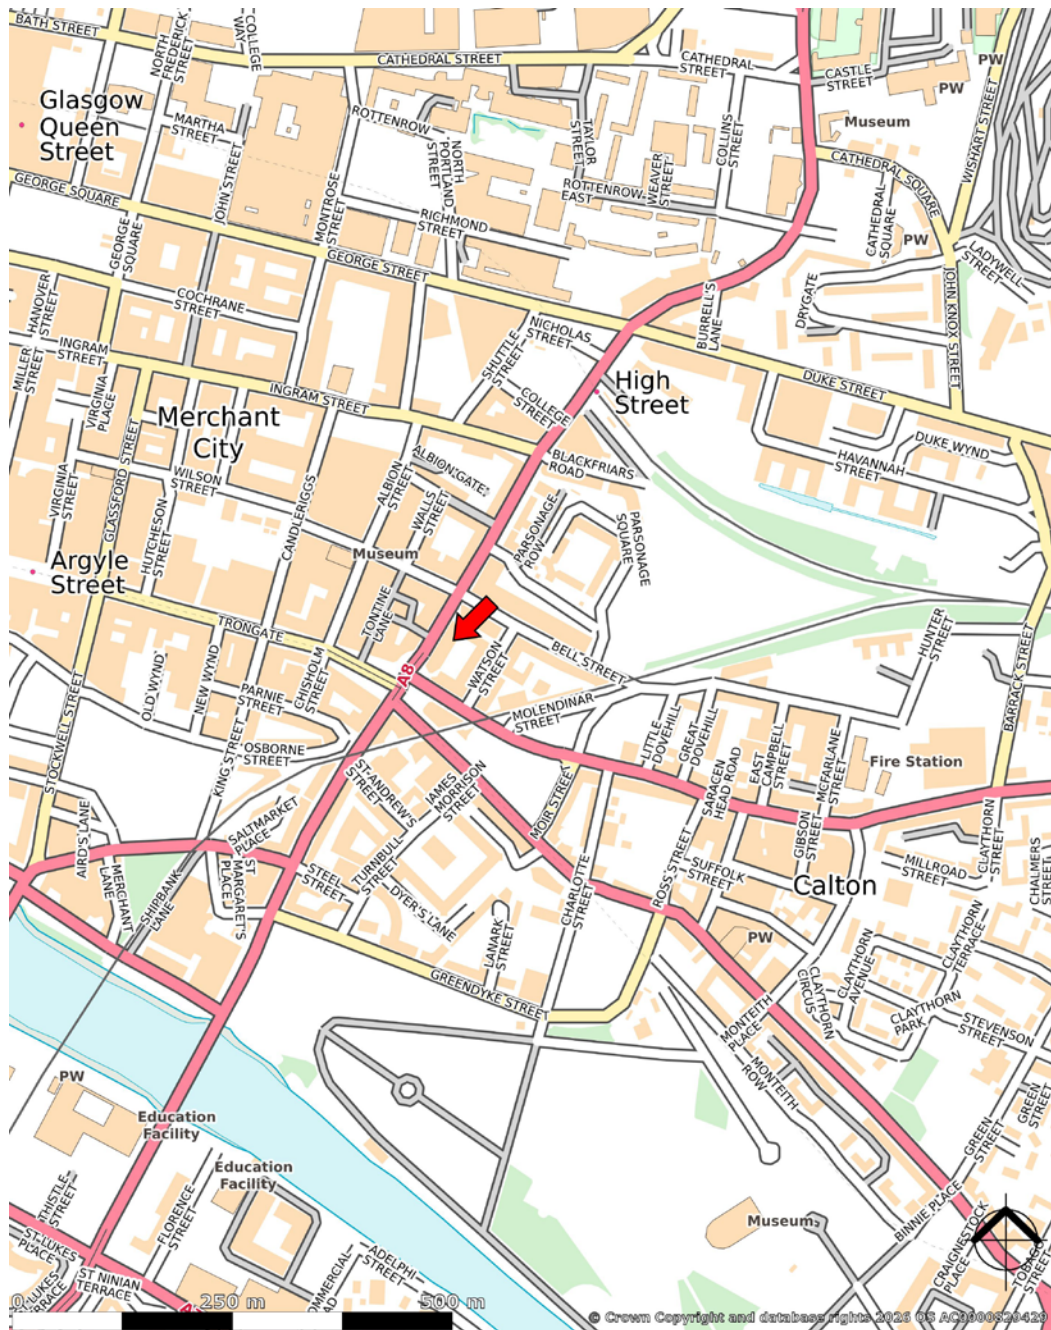 BATH STREET
NORTH
FREDERICK
STREET
COLLEGE
WAY
CATHEDRAL STREET
CATHEDRAL
STREET
CASTLE
STREET
PW
PW
WISHART STREET
Glasgow
Queen
Street
MARTHA
STREET
ROTTENROW
NORTH
PORTLAND
STREET
TAYLOR
STREET
WEAVER
STREET
COLLINS
STREET
Museum
CATHEDRAL SQUARE
GEORGE SQUARE
JOHN STREET
MONTROSE
STREET
ROTTENROW
EAST
RICHMOND
STREET
CATHEDRAL
SQUARE
PW
LADYWELL
STREET
GEORGE
SQUARE
GEORGE STREET
HANOVER
STREET
COCHRANE
STREET
BURRELL'S
LANE
DRYGATE
JOHN KNOX STREET
NICHOLAS
STREET
SHUTTLE
STREET
MILLER
STREET
INGRAM
STREET
VIRGINIA
PLACE
INGRAM STREET
COLLEGE
STREET
High
Street
DUKE STREET
Merchant
City
GLASSFORD STREET
ALBION GATE
BLACKFRIARS
ROAD
DUKE WYND
HAVANNAH
STREET
VIRGINIA
STREET
WILSON
STREET
HUTCHESON
STREET
CANDLERIGGS
ALBION
STREET
WALLS
STREET
PARSONAGE
ROW
PARSONAGE
SQUARE
Museum
Argyle
Street
TRONGATE
TONTINE
LANE
WATSON
STREET
BELL STREET
HUNTER
STREET
BARRACK STREET
STOCKWELL STREET
OLD WYND
NEW WYND
PARNIE
STREET
CHISHOLM
STREET
A8
MOLENDINAR
STREET
KING STREET
OSBORNE
STREET
LITTLE
DOVEHILL
GREAT
DOVEHILL
SARACEN
HEAD ROAD
EAST
CAMPBELL
STREET
MCFARLANE
STREET
Fire Station
ST ANDREW'S
STREET
JAMES
MORRISON
STREET
MOIR STREET
AIRD'S LANE
SALTMARKET
PLACE
TURNBULL
STREET
GIBSON
STREET
MILLROAD
STREET
CLAYTHORN
STREET
CHALMERS
STREET
MERCHANT
LANE
SHIPBANK
LANE
ST
MARGARET'S
PLACE
STEEL
STREET
DYER'S LANE
CHARLOTTE
STREET
ROSS STREET
SUFFOLK
STREET
Calton
LANARK
STREET
GREENDYKE STREET
PW
CLAYTHORN
CIRCUS
CLAYTHORN
AVENUE
CLAYTHORN
TERRACE
CLAYTHORN
PARK
STEVENSON
STREET
MONTEITH
PLACE
MONTEITH
ROW
PW
Education
Facility
Education
Facility
GREEN
STREET
GREEN
STREET
THISTLE
STREET
FLORENCE
STREET
Museum
BINNIE PLACE
CRAIGNESTOCK
PLACE
TOBAGO
STREET
ST LUKES
PLACE
ST NINIAN
TERRACE
ADELPHI
STREET
0 250 m 500 m
© Crown Copyright and database rights 2026 OS AC0000829429